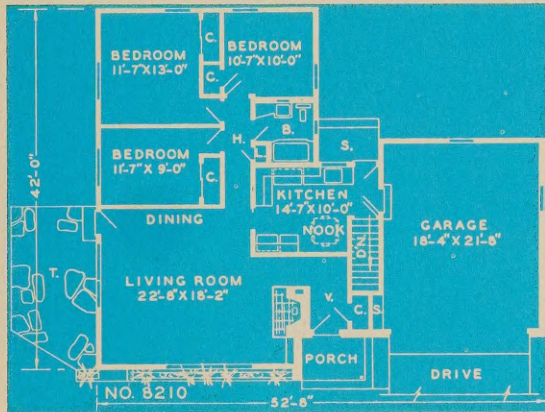 BEDROOM
11'-7"X13'-0"
C.
C.
BEDROOM
10'-7"X10'-0"
BEDROOM
11'-7"X 9'-0"
C.
H.
B.
S.
KITCHEN
14'-7"X10'-0"
NOOK
DINING
LIVING ROOM
22'-8"X18'-2"
D'N.
GARAGE
18'-4"X 21'-8"
42'-0"
T.
V.
C.
S
PORCH
DRIVE
NO. 8210
52'-8"